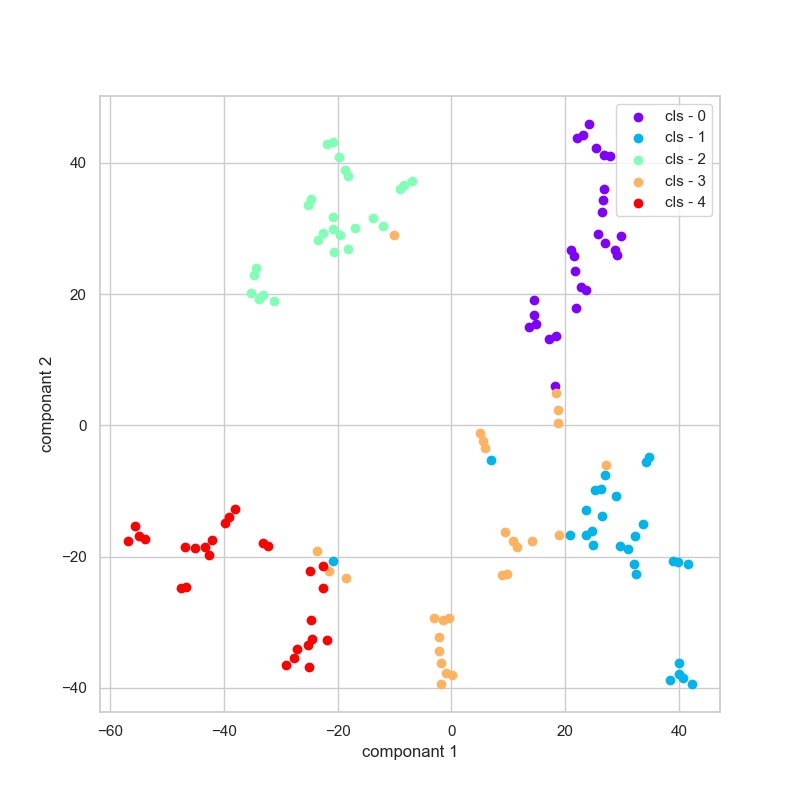 cls - 0
cls - 1
cls - 2
cls - 3
cls - 4
40
20
0
−20
−40
componant 2
−60
−40
−20
0
20
40
componant 1